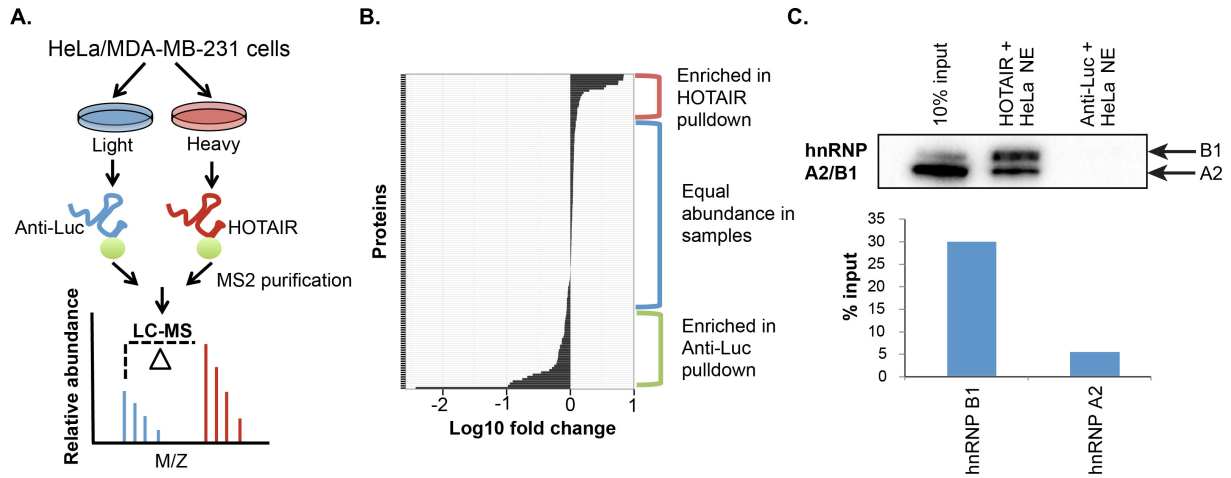 A.
HeLa/MDA-MB-231 cells
Light
Heavy
Anti-Luc
HOTAIR
MS2 purification
LC-MS
Δ
Relative abundance
M/Z
B.
Proteins
-2
-1
0
1
Log10 fold change
Enriched in
HOTAIR
pulldown
Equal
abundance in
samples
Enriched in
Anti-Luc
pulldown
C.
10% input
HOTAIR +
HeLa NE
Anti-Luc +
HeLa NE
hnRNP
A2/B1
B1
A2
% input
35
30
25
20
15
10
5
0
hnRNP B1
hnRNP A2